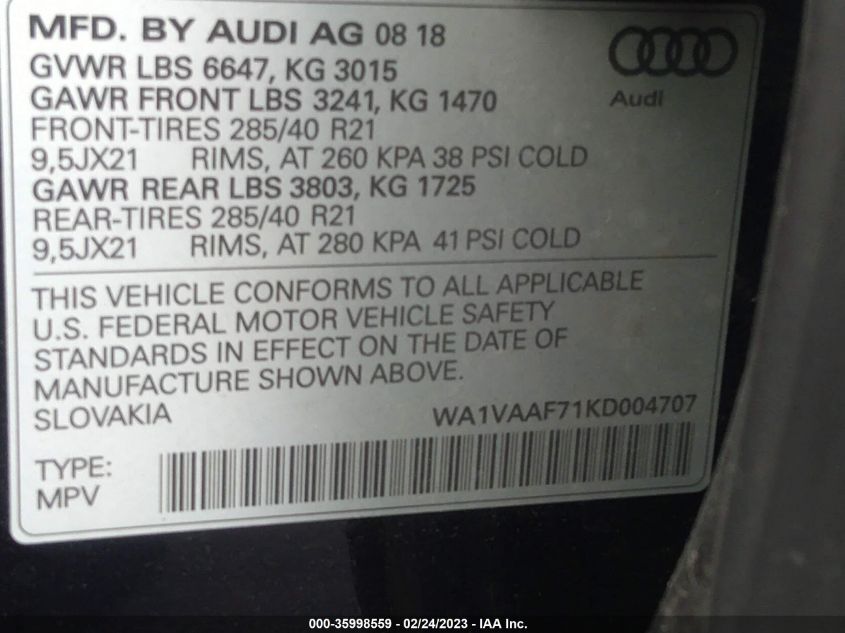 MFD. BY AUDI AG 08 18
GVWR LBS 6647, KG 3015
GAWR FRONT LBS 3241, KG 1470
FRONT-TIRES 285/40 R21
9,5JX21 RIMS, AT 260 KPA 38 PSI COLD
GAWR REAR LBS 3803, KG 1725
REAR-TIRES 285/40 R21
9,5JX21 RIMS, AT 280 KPA 41 PSI COLD
Audi
THIS VEHICLE CONFORMS TO ALL APPLICABLE
U.S. FEDERAL MOTOR VEHICLE SAFETY
STANDARDS IN EFFECT ON THE DATE OF
MANUFACTURE SHOWN ABOVE.
SLOVAKIA WA1VAAF71KD004707
TYPE:
MPV
000-35998559 - 02/24/2023 - IAA Inc.